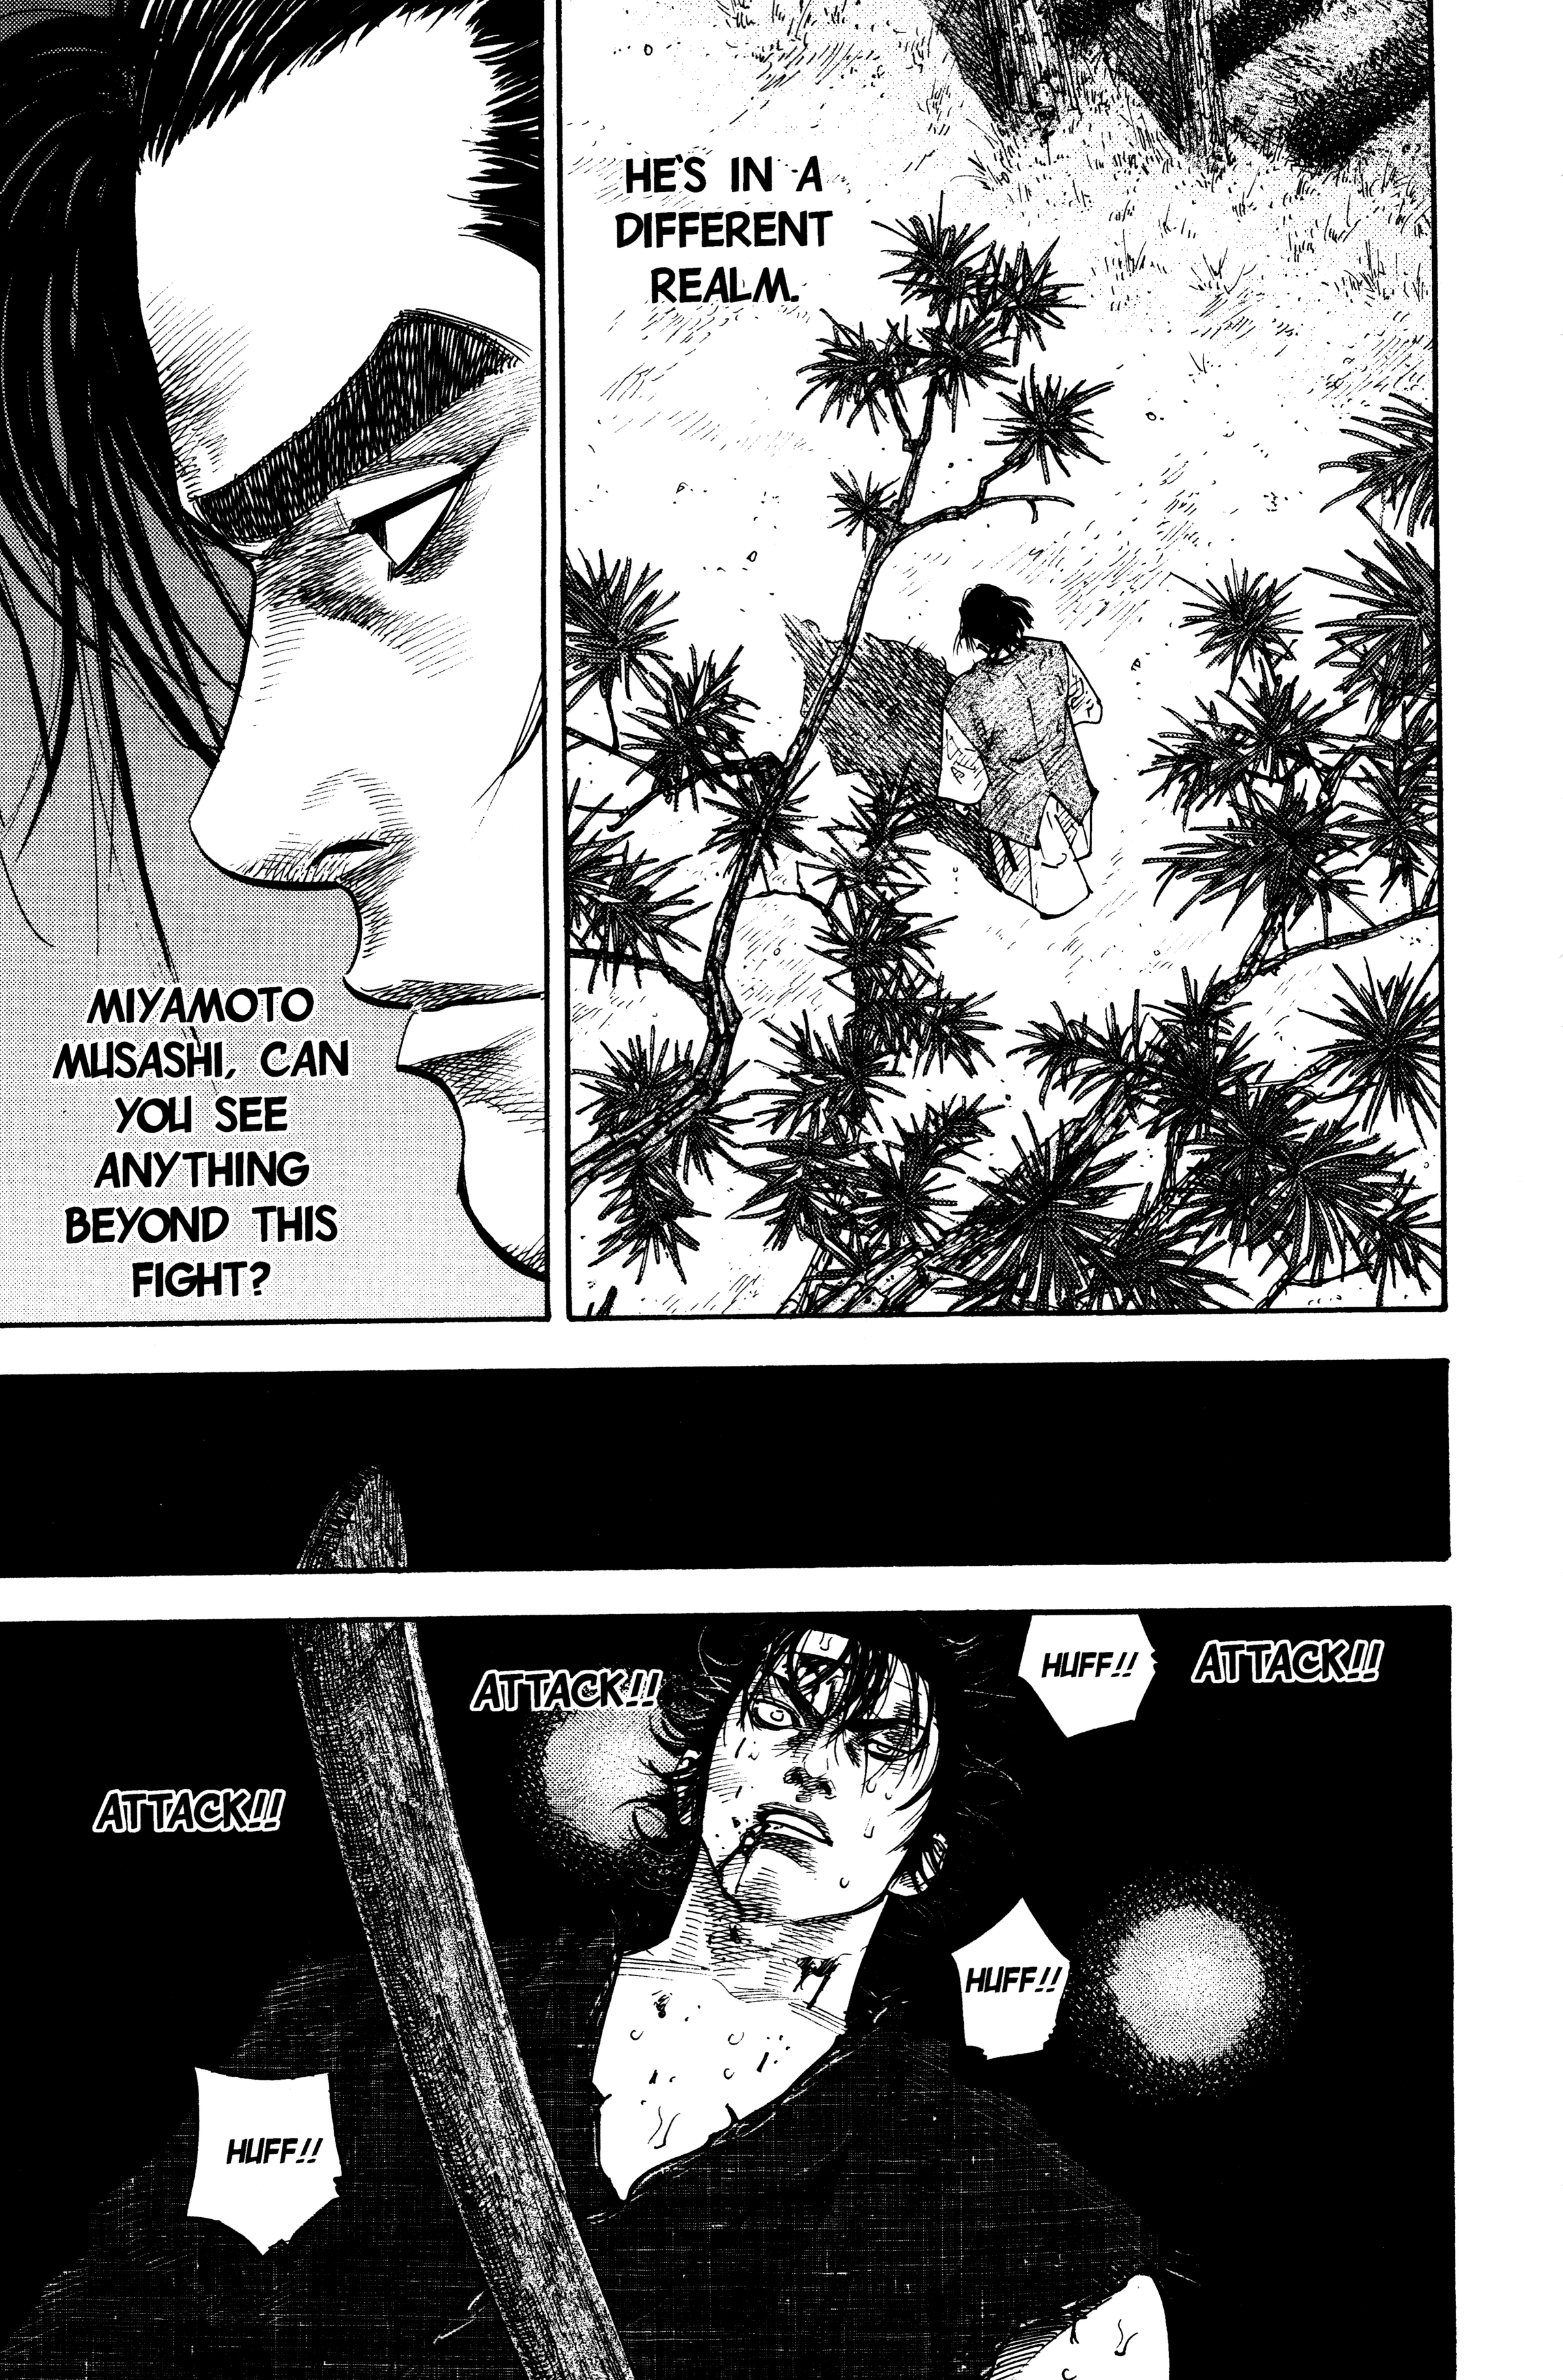 HE'S IN A
DIFFERENT
REALM.
MIYAMOTO
MUSASHI, CAN
YOU SEE
ANYTHING
BEYOND THIS
FIGHT?
ATTACK!!
HUFF!!
ATTACK!!
ATTACK!!
HUFF!!
HUFF!!